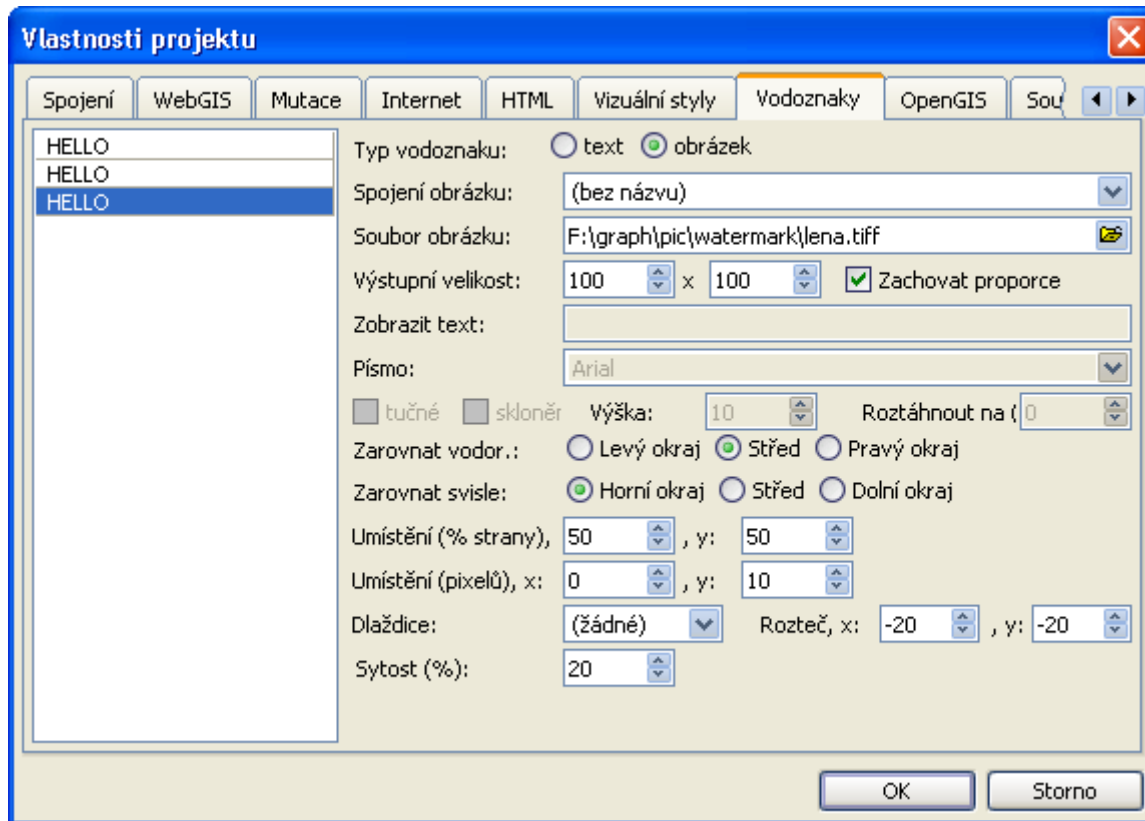 Vlastnosti projektu
Spojení WebGIS Mutace Internet HTML Vizuální styly Vodoznaky OpenGIS Sou
HELLO
HELLO
HELLO
Typ vodoznaku: text obrázek
Spojení obrázku: (bez názvu)
Soubor obrázku: F:\graph\pic\watermark\lena.tiff
Výstupní velikost: 100 x 100 Zachovat proporce
Zobrazit text:
Písmo: Arial
tučné skloněr Výška: 10 Roztáhnout na ( 0
Zarovnat vodor.: Levý okraj Střed Pravý okraj
Zarovnat svisle: Horní okraj Střed Dolní okraj
Umístění (% strany), 50 , y: 50
Umístění (pixelů), x: 0 , y: 10
Dlaždice: (žádné) Rozteč, x: -20 , y: -20
Sytost (%): 20
OK Storno